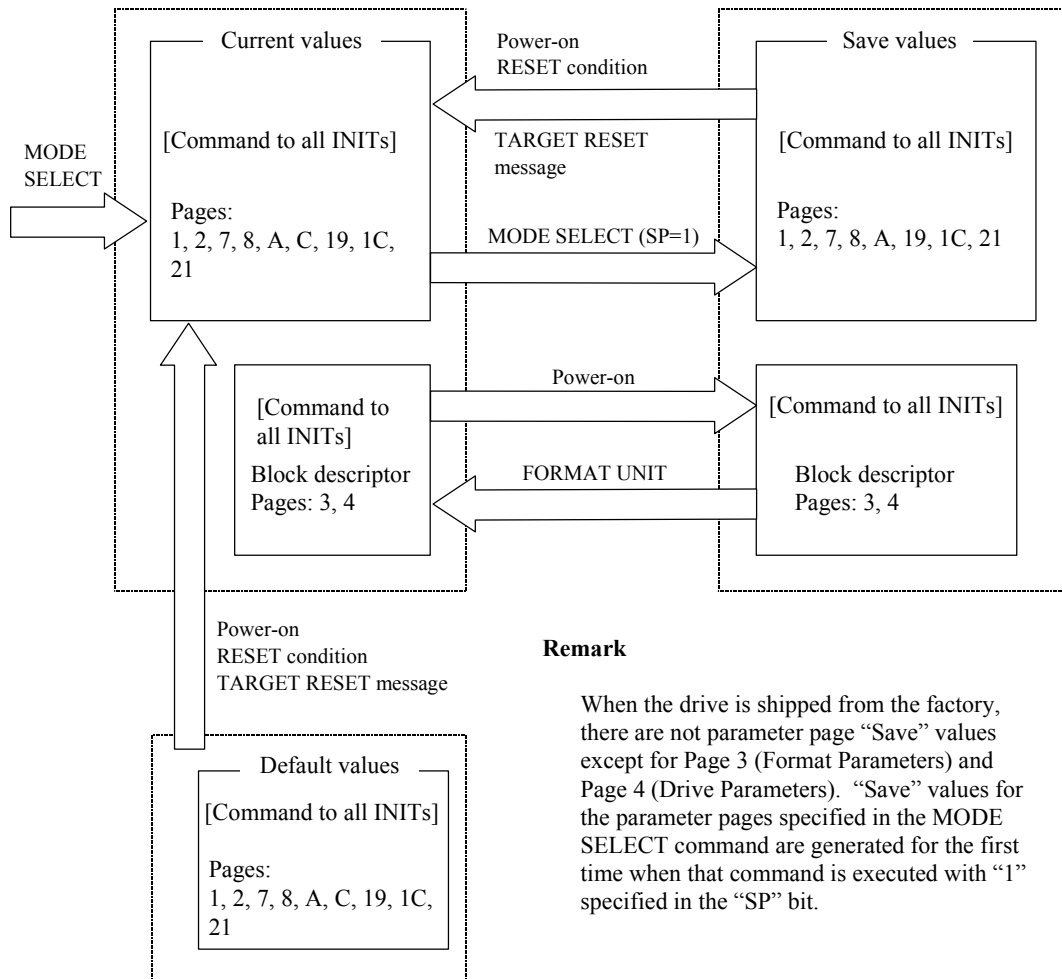 Current values
[Command to all INITs]
Pages:
1, 2, 7, 8, A, C, 19, 1C,
21
MODE
SELECT
Power-on
RESET condition
TARGET RESET
message
MODE SELECT (SP=1)
Save values
[Command to all INITs]
Pages:
1, 2, 7, 8, A, 19, 1C, 21
[Command to
all INITs]
Block descriptor
Pages: 3, 4
Power-on
FORMAT UNIT
[Command to all INITs]
Block descriptor
Pages: 3, 4
Power-on
RESET condition
TARGET RESET message
Default values
[Command to all INITs]
Pages:
1, 2, 7, 8, A, C, 19, 1C,
21
Remark
When the drive is shipped from the factory,
there are not parameter page “Save” values
except for Page 3 (Format Parameters) and
Page 4 (Drive Parameters).  “Save” values for
the parameter pages specified in the MODE
SELECT command are generated for the first
time when that command is executed with “1”
specified in the “SP” bit.